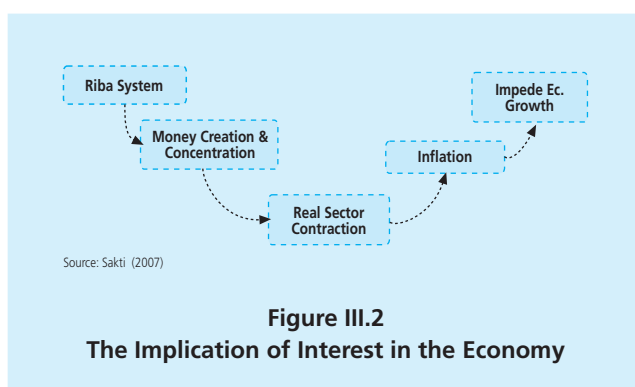 Riba System
Money Creation &
Concentration
Real Sector
Contraction
Inflation
Impede Ec.
Growth
Source: Sakti (2007)
Figure III.2
The Implication of Interest in the Economy